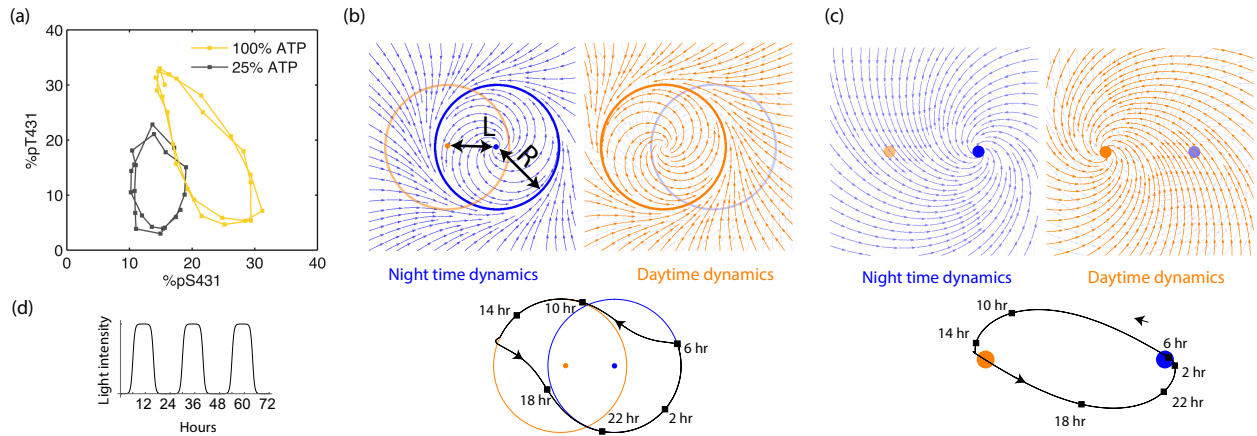 (a)
40
30
20
10
0
%pT431
100% ATP
25% ATP
0 10 20 30 40
%pS431
(b)
L
R
Night time dynamics
Daytime dynamics
14 hr
10 hr
6 hr
18 hr
22 hr
2 hr
(c)
Night time dynamics
Daytime dynamics
10 hr
14 hr
6 hr
2 hr
22 hr
18 hr
(d)
Light intensity
12 24 36 48 60 72
Hours